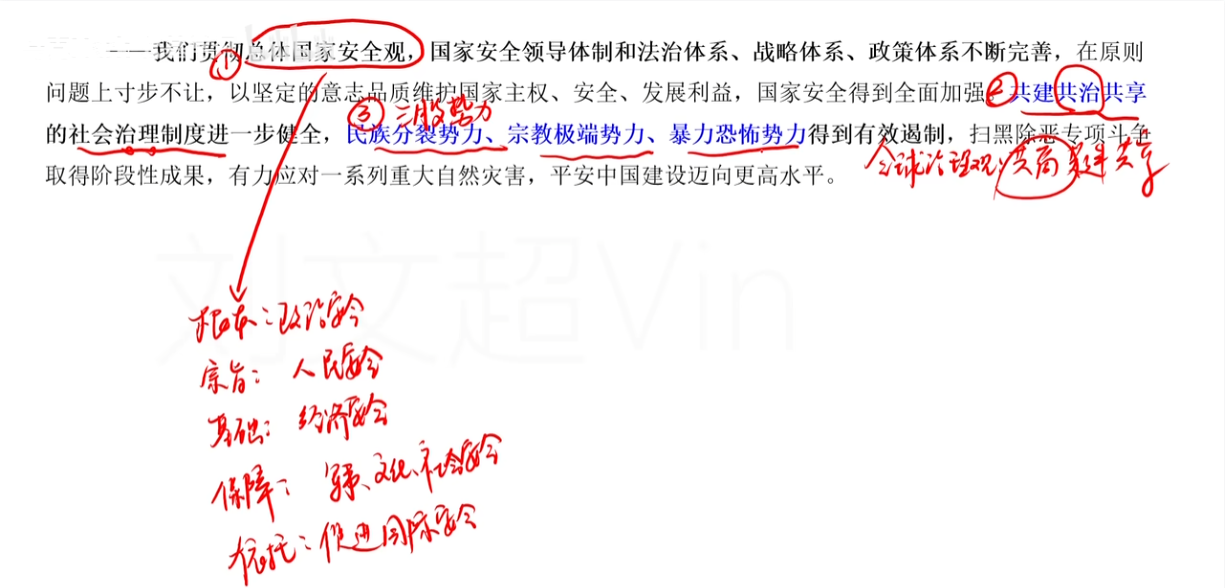 ——我们贯彻总体国家安全观，国家安全领导体制和法治体系、战略体系、政策体系不断完善，在原则
①
问题上寸步不让，以坚定的意志品质维护国家主权、安全、发展利益，国家安全得到全面加强，共建共治共享
②
③三股势力
的社会治理制度进一步健全，民族分裂势力、宗教极端势力、暴力恐怖势力得到有效遏制，扫黑除恶专项斗争
取得阶段性成果，有力应对一系列重大自然灾害，平安中国建设迈向更高水平。
全球治理观：共商共建共享
刘文超Vin
根本：政治安全
宗旨：人民安全
基础：经济安全
保障：军事、文化、社会安全
依托：促进国际安全